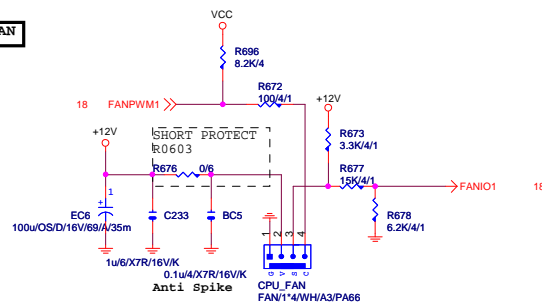 AN
VCC
R696
8.2K/4
R672
100/4/1
18 FANPWM1
+12V
+12V
SHORT PROTECT
R0603
R676 0/6
R673
3.3K/4/1
R677
15K/4/1
FANIO1 18
1
+
EC6
100u/OS/D/16V/69/A/35m
C233
BC5
R678
6.2K/4/1
1u/6/X7R/16V/K
0.1u/4/X7R/16V/K
Anti Spike
1 2 3 4
G V S C
CPU_FAN
FAN/1*4/WH/A3/PA66